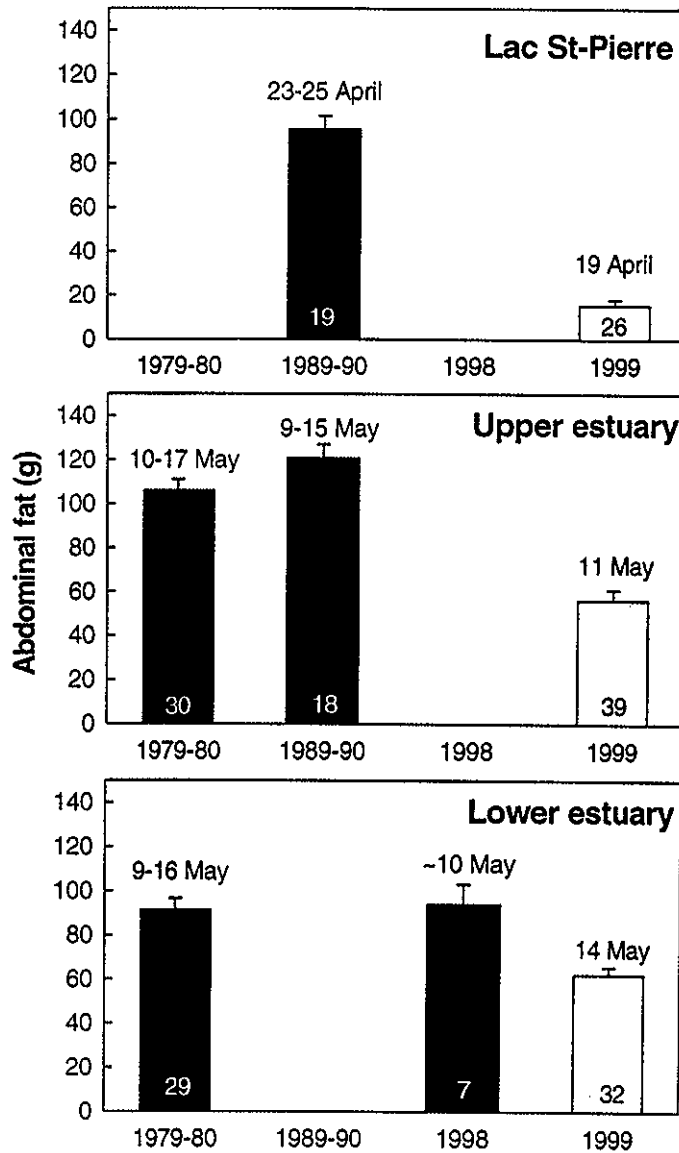 Abdominal fat (g)
Lac St-Pierre
140
120
100
80
60
40
20
0
23-25 April
19 April
19
26
1979-80 1989-90 1998 1999
Upper estuary
140
120
100
80
60
40
20
0
10-17 May
9-15 May
11 May
30
18
39
1979-80 1989-90 1998 1999
Lower estuary
140
120
100
80
60
40
20
0
9-16 May
~10 May
14 May
29
7
32
1979-80 1989-90 1998 1999